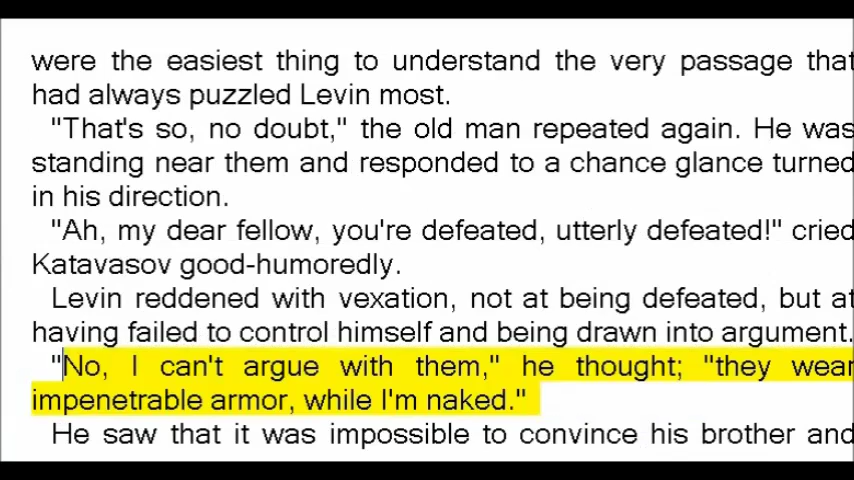 were the easiest thing to understand the very passage that
had always puzzled Levin most.
"That's so, no doubt," the old man repeated again. He was
standing near them and responded to a chance glance turned
in his direction.
"Ah, my dear fellow, you're defeated, utterly defeated!" cried
Katavasov good-humoredly.
Levin reddened with vexation, not at being defeated, but at
having failed to control himself and being drawn into argument.
"No, I can't argue with them," he thought; "they wear
impenetrable armor, while I'm naked."
He saw that it was impossible to convince his brother and